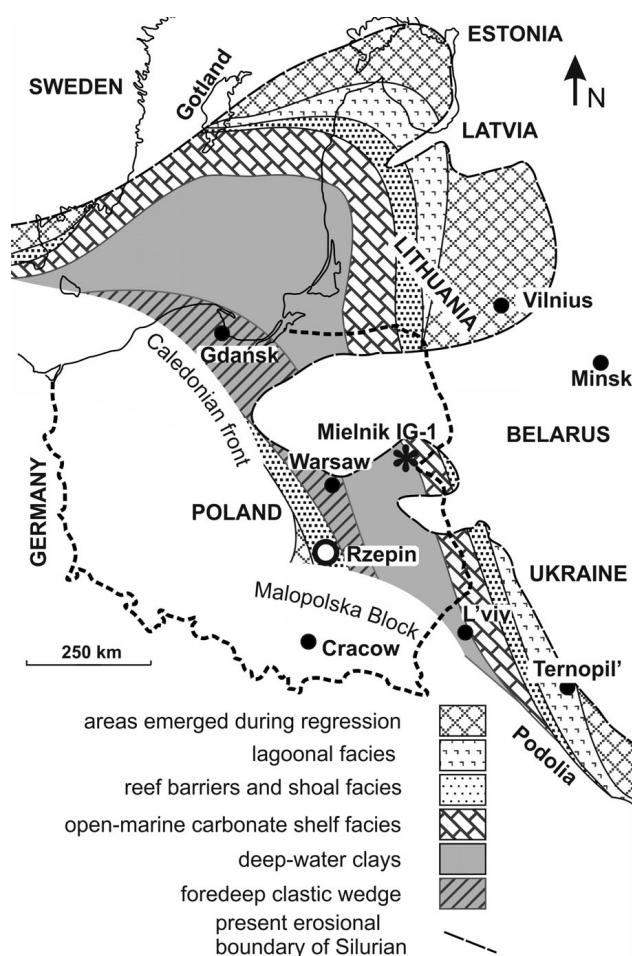 ESTONIA
SWEDEN
Gotland
N
LATVIA
LITHUANIA
Vilnius
Gdańsk
Minsk
Caledonian front
Mielnik IG-1
BELARUS
Warsaw
GERMANY
POLAND
Rzepin
UKRAINE
Malopolska Block
L'viv
250 km
Cracow
Ternopil'
Podolia
areas emerged during regression
lagoonal facies
reef barriers and shoal facies
open-marine carbonate shelf facies
deep-water clays
foredeep clastic wedge
present erosional
boundary of Silurian